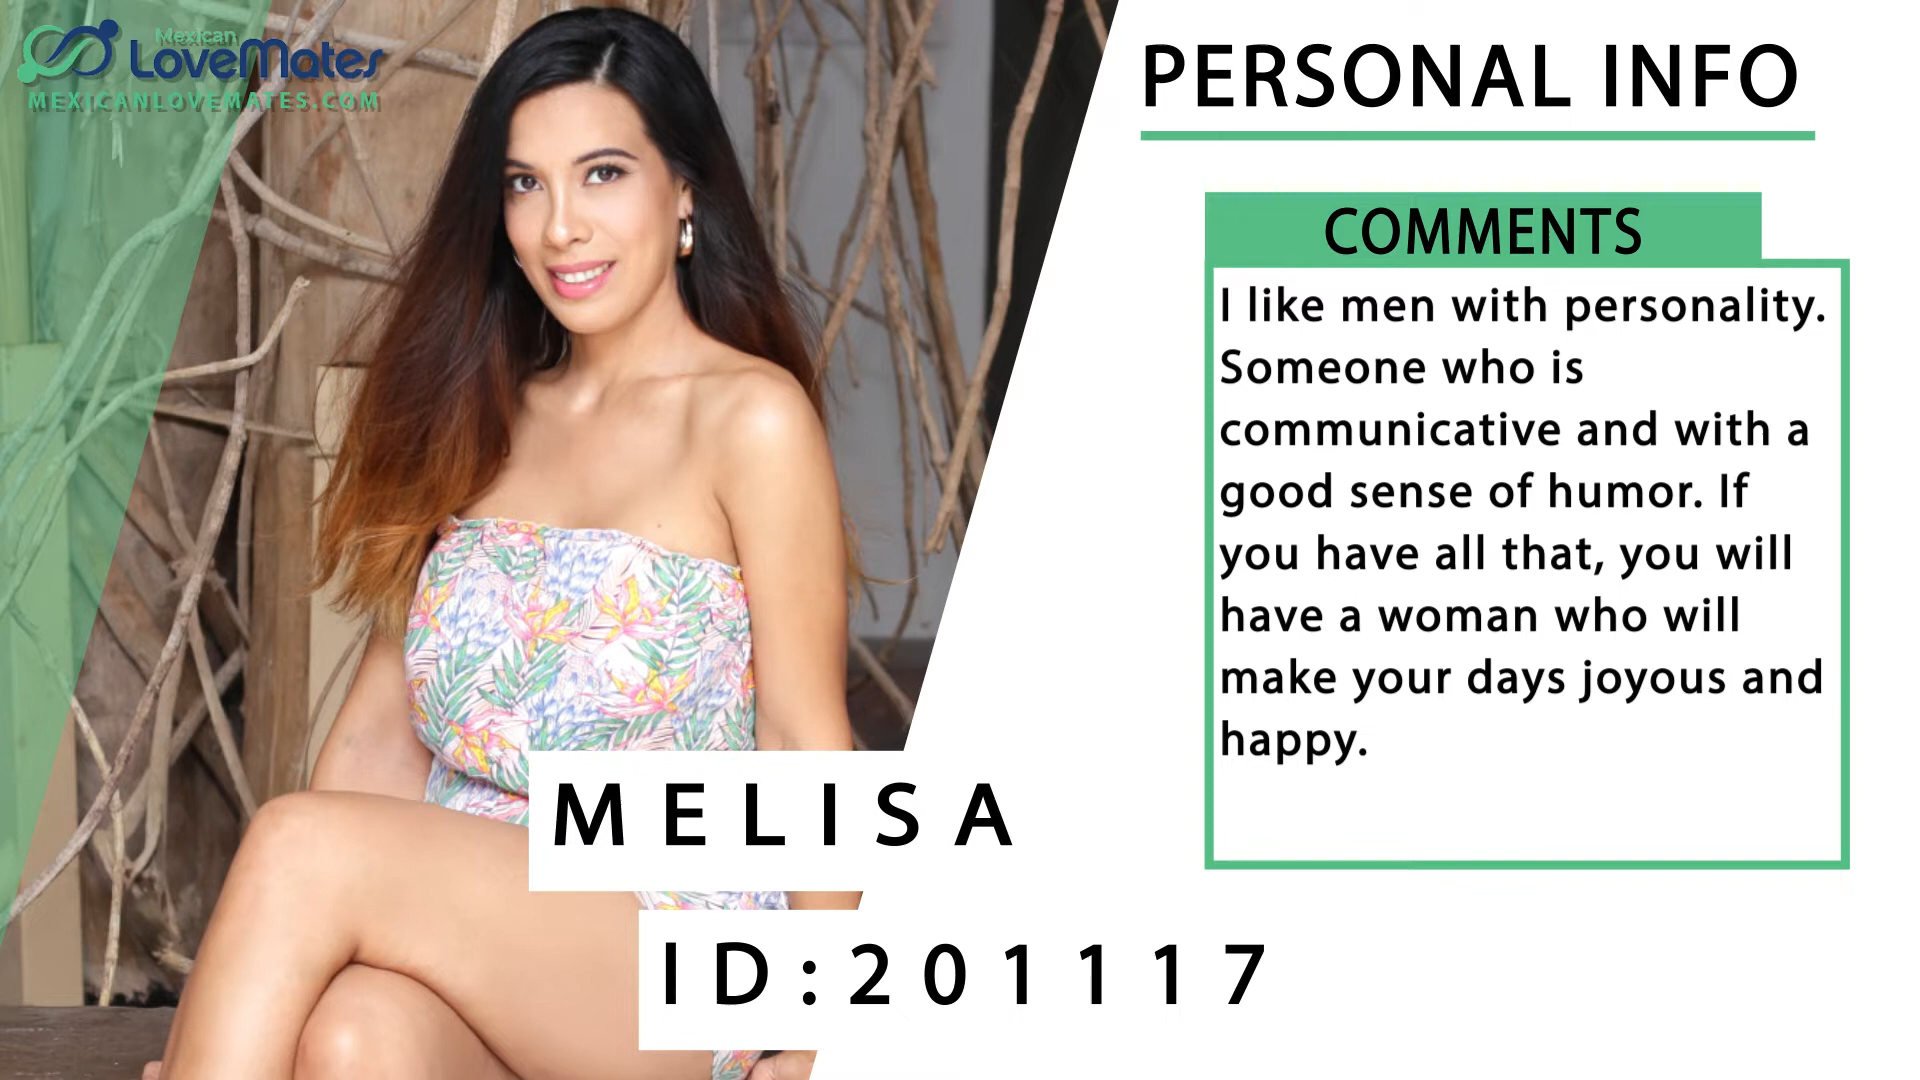 Mexican
LoveMates
MEXICANLOVEMATES.COM
PERSONAL INFO
COMMENTS
I like men with personality.
Someone who is
communicative and with a
good sense of humor. If
you have all that, you will
have a woman who will
make your days joyous and
happy.
MELISA
ID:201117